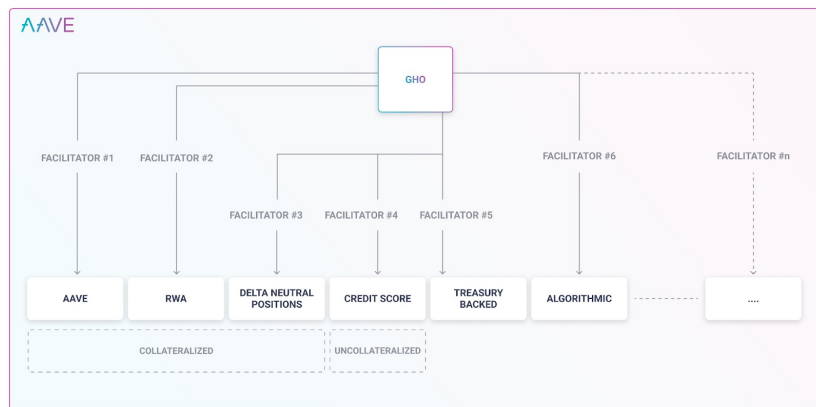 AAVE
GHO
FACILITATOR #1
FACILITATOR #2
FACILITATOR #6
FACILITATOR #n
FACILITATOR #3
FACILITATOR #4
FACILITATOR #5
AAVE
RWA
DELTA NEUTRAL
POSITIONS
CREDIT SCORE
TREASURY
BACKED
ALGORITHMIC
....
COLLATERALIZED
UNCOLLATERALIZED